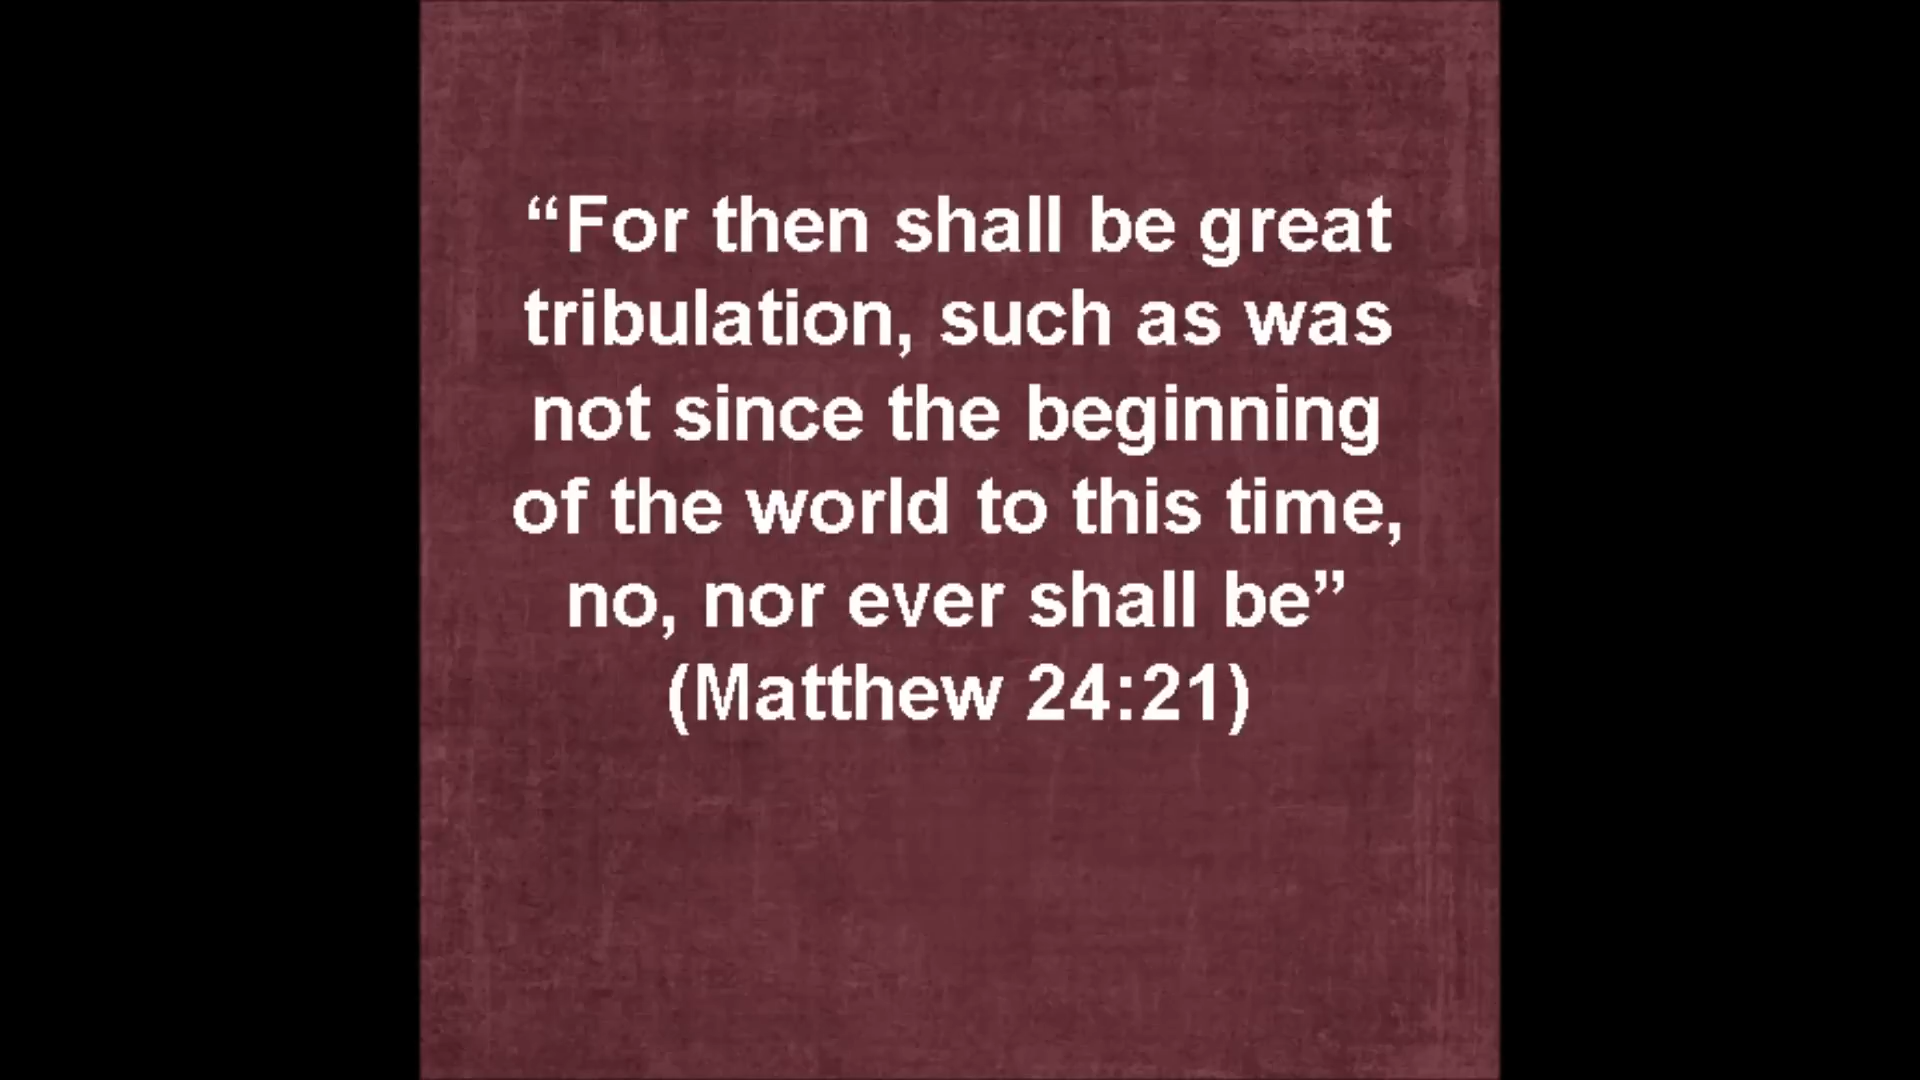 “For then shall be great
tribulation, such as was
not since the beginning
of the world to this time,
no, nor ever shall be”
(Matthew 24:21)